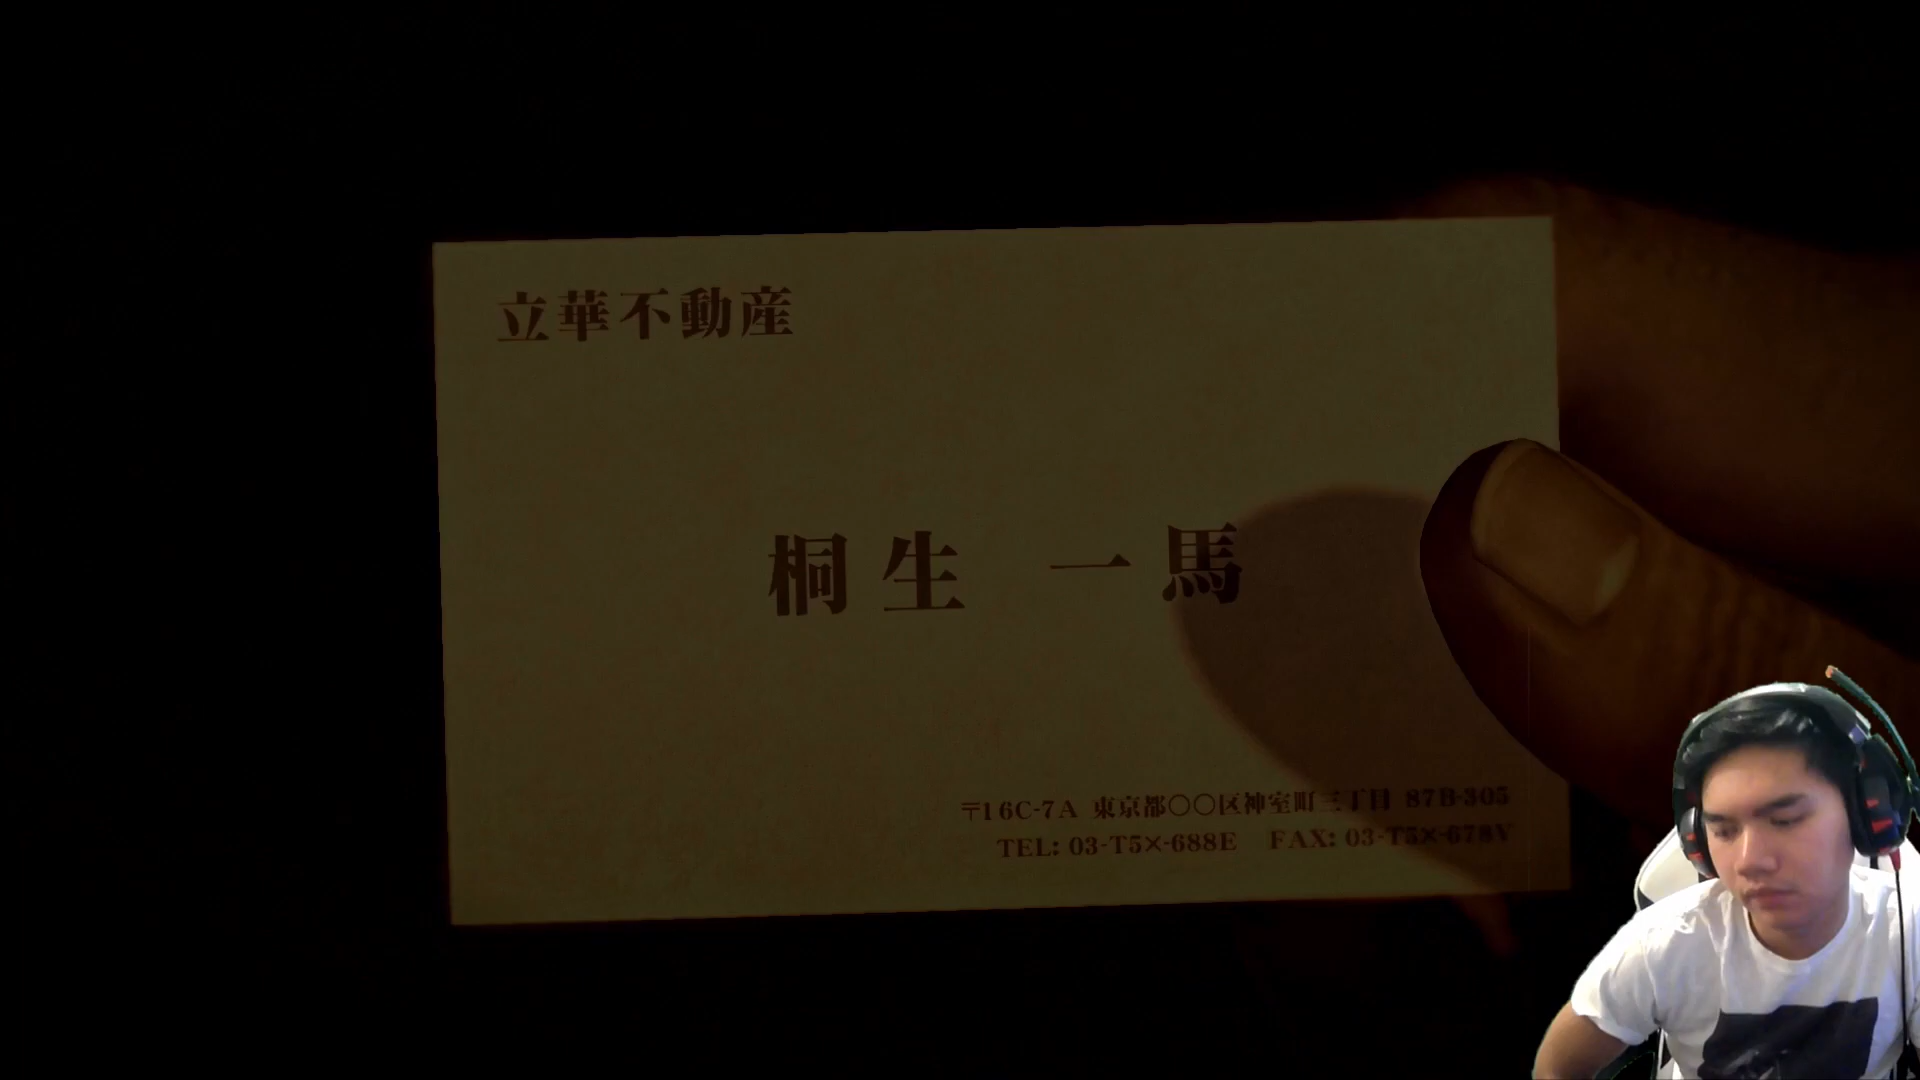 立華不動産
桐生 一馬
〒16C-7A 東京都〇〇区神室町三丁目 87B-305
TEL: 03-T5×-688E FAX: 03-T5×-678Y